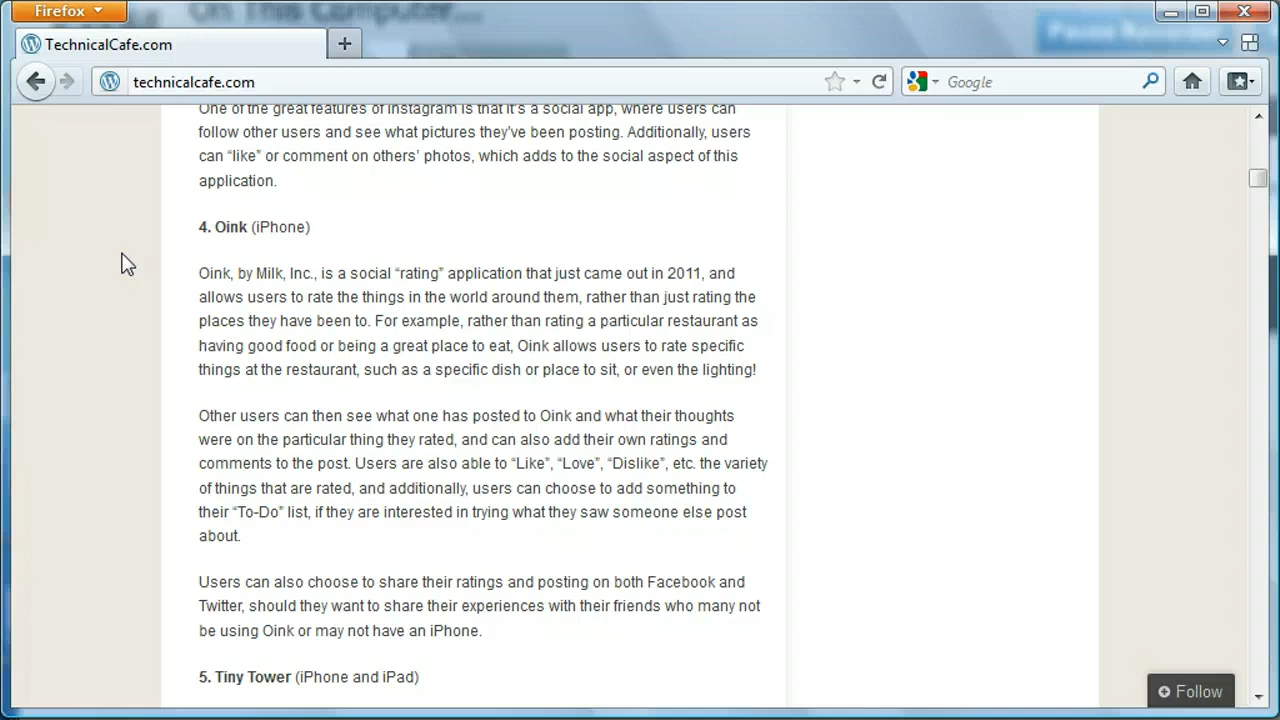 On This Computer...
Firefox
TechnicalCafe.com
technicalcafe.com
Google
One of the great features of Instagram is that it's a social app, where users can
follow other users and see what pictures they've been posting. Additionally, users
can “like” or comment on others’ photos, which adds to the social aspect of this
application.
4. Oink (iPhone)
Oink, by Milk, Inc., is a social “rating” application that just came out in 2011, and
allows users to rate the things in the world around them, rather than just rating the
places they have been to. For example, rather than rating a particular restaurant as
having good food or being a great place to eat, Oink allows users to rate specific
things at the restaurant, such as a specific dish or place to sit, or even the lighting!
Other users can then see what one has posted to Oink and what their thoughts
were on the particular thing they rated, and can also add their own ratings and
comments to the post. Users are also able to “Like”, “Love”, “Dislike”, etc. the variety
of things that are rated, and additionally, users can choose to add something to
their “To-Do” list, if they are interested in trying what they saw someone else post
about.
Users can also choose to share their ratings and posting on both Facebook and
Twitter, should they want to share their experiences with their friends who many not
be using Oink or may not have an iPhone.
5. Tiny Tower (iPhone and iPad)
Follow